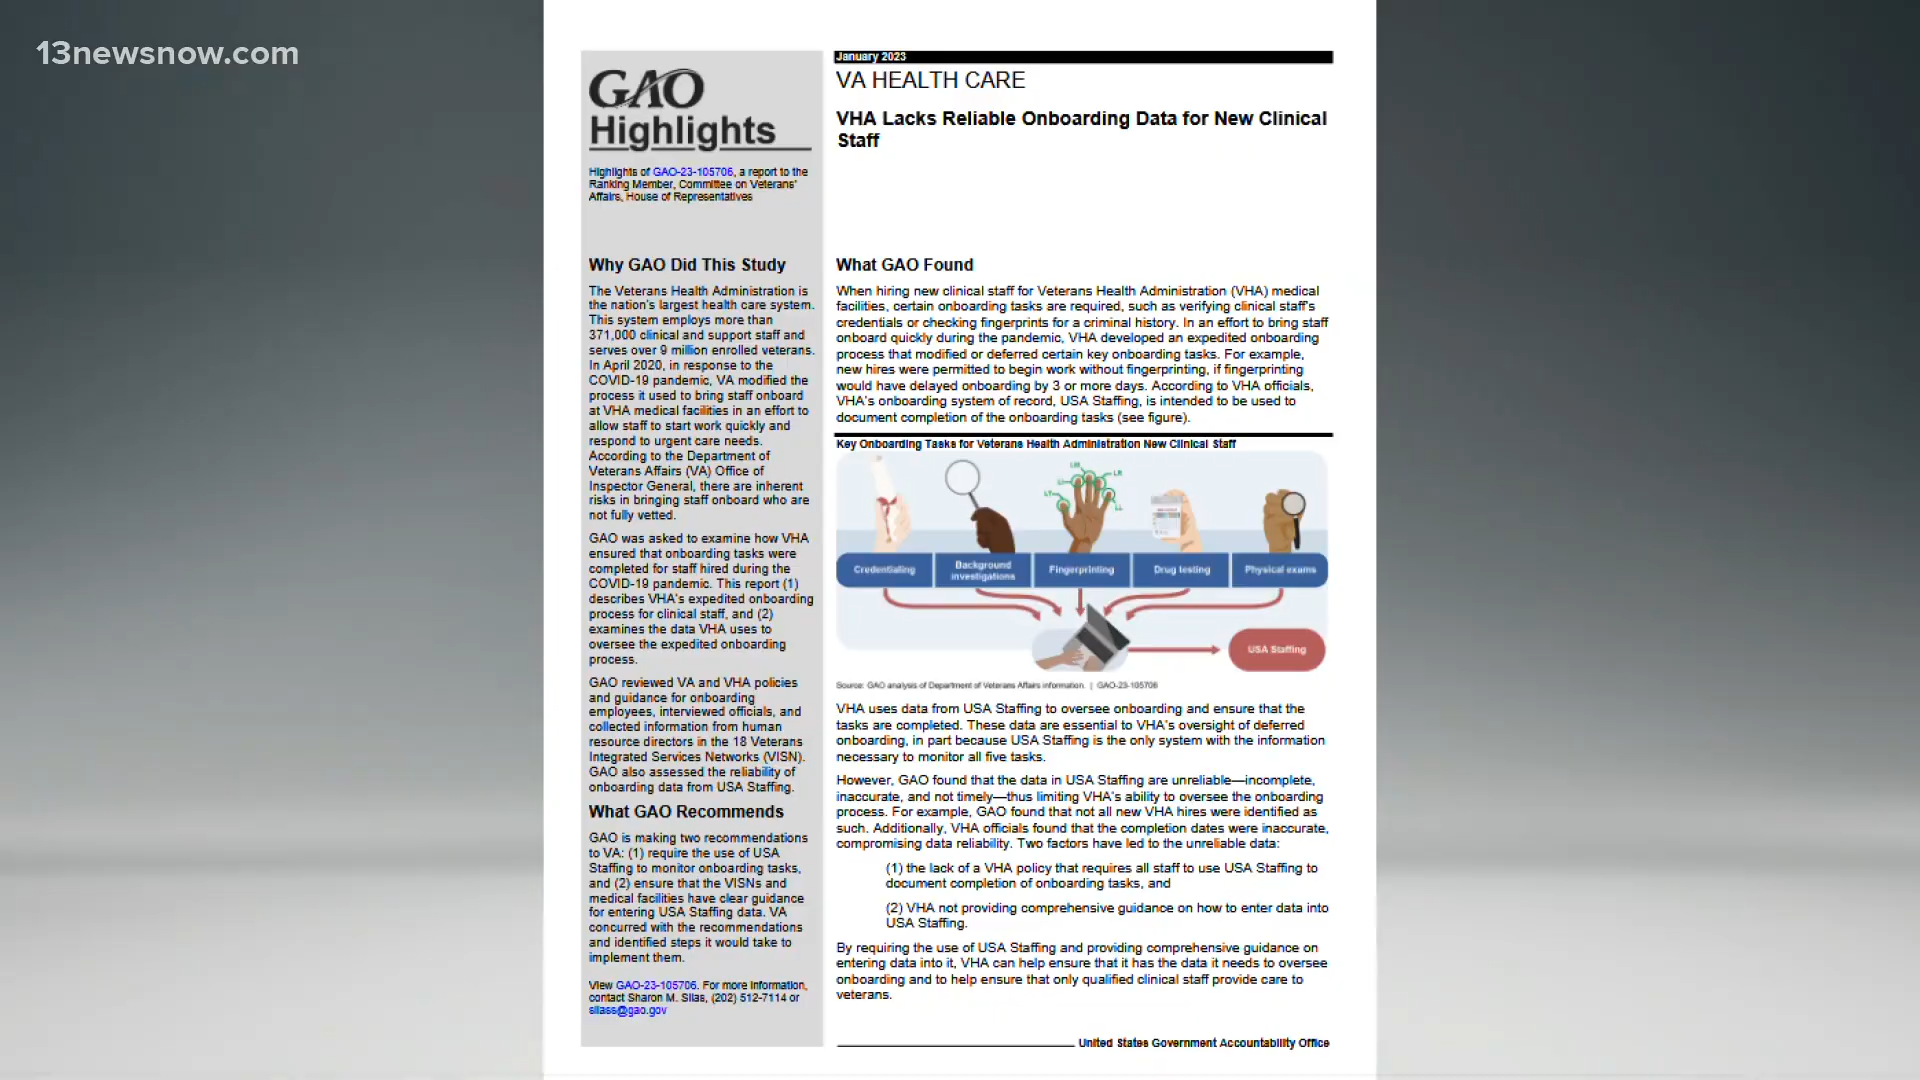 13newsnow.com
GAO
Highlights
Highlights of GAO-23-105706, a report to the
Ranking Member, Committee on Veterans'
Affairs, House of Representatives
Why GAO Did This Study
The Veterans Health Administration is
the nation's largest health care system.
This system employs more than
371,000 clinical and support staff and
serves over 9 million enrolled veterans.
In April 2020, in response to the
COVID-19 pandemic, VA modified the
process it used to bring staff onboard
at VHA medical facilities in an effort to
allow staff to start work quickly and
respond to urgent care needs.
According to the Department of
Veterans Affairs (VA) Office of
Inspector General, there are inherent
risks in bringing staff onboard who are
not fully vetted.
GAO was asked to examine how VHA
ensured that onboarding tasks were
completed for staff hired during the
COVID-19 pandemic. This report (1)
describes VHA's expedited onboarding
process for clinical staff, and (2)
examines the data VHA uses to
oversee the expedited onboarding
process.
GAO reviewed VA and VHA policies
and guidance for onboarding
employees, interviewed officials, and
collected information from human
resource directors in the 18 Veterans
Integrated Services Networks (VISN).
GAO also assessed the reliability of
onboarding data from USA Staffing.
What GAO Recommends
GAO is making two recommendations
to VA: (1) require the use of USA
Staffing to monitor onboarding tasks,
and (2) ensure that the VISNs and
medical facilities have clear guidance
for entering USA Staffing data. VA
concurred with the recommendations
and identified steps it would take to
implement them.
View GAO-23-105706. For more information,
contact Sharon M. Silas, (202) 512-7114 or
silass@gao.gov
January 2023
VA HEALTH CARE
VHA Lacks Reliable Onboarding Data for New Clinical
Staff
What GAO Found
When hiring new clinical staff for Veterans Health Administration (VHA) medical
facilities, certain onboarding tasks are required, such as verifying clinical staff's
credentials or checking fingerprints for a criminal history. In an effort to bring staff
onboard quickly during the pandemic, VHA developed an expedited onboarding
process that modified or deferred certain key onboarding tasks. For example,
new hires were permitted to begin work without fingerprinting, if fingerprinting
would have delayed onboarding by 3 or more days. According to VHA officials,
VHA's onboarding system of record, USA Staffing, is intended to be used to
document completion of the onboarding tasks (see figure).
Key Onboarding Tasks for Veterans Health Administration New Clinical Staff
Credentialing
Background
investigations
Fingerprinting
Drug testing
Physical exams
USA Staffing
Source: GAO analysis of Department of Veterans Affairs information. | GAO-23-105706
VHA uses data from USA Staffing to oversee onboarding and ensure that the
tasks are completed. These data are essential to VHA's oversight of deferred
onboarding, in part because USA Staffing is the only system with the information
necessary to monitor all five tasks.
However, GAO found that the data in USA Staffing are unreliable—incomplete,
inaccurate, and not timely—thus limiting VHA's ability to oversee the onboarding
process. For example, GAO found that not all new VHA hires were identified as
such. Additionally, VHA officials found that the completion dates were inaccurate,
compromising data reliability. Two factors have led to the unreliable data:
(1) the lack of a VHA policy that requires all staff to use USA Staffing to
document completion of onboarding tasks, and
(2) VHA not providing comprehensive guidance on how to enter data into
USA Staffing.
By requiring the use of USA Staffing and providing comprehensive guidance on
entering data into it, VHA can help ensure that it has the data it needs to oversee
onboarding and to help ensure that only qualified clinical staff provide care to
veterans.
United States Government Accountability Office